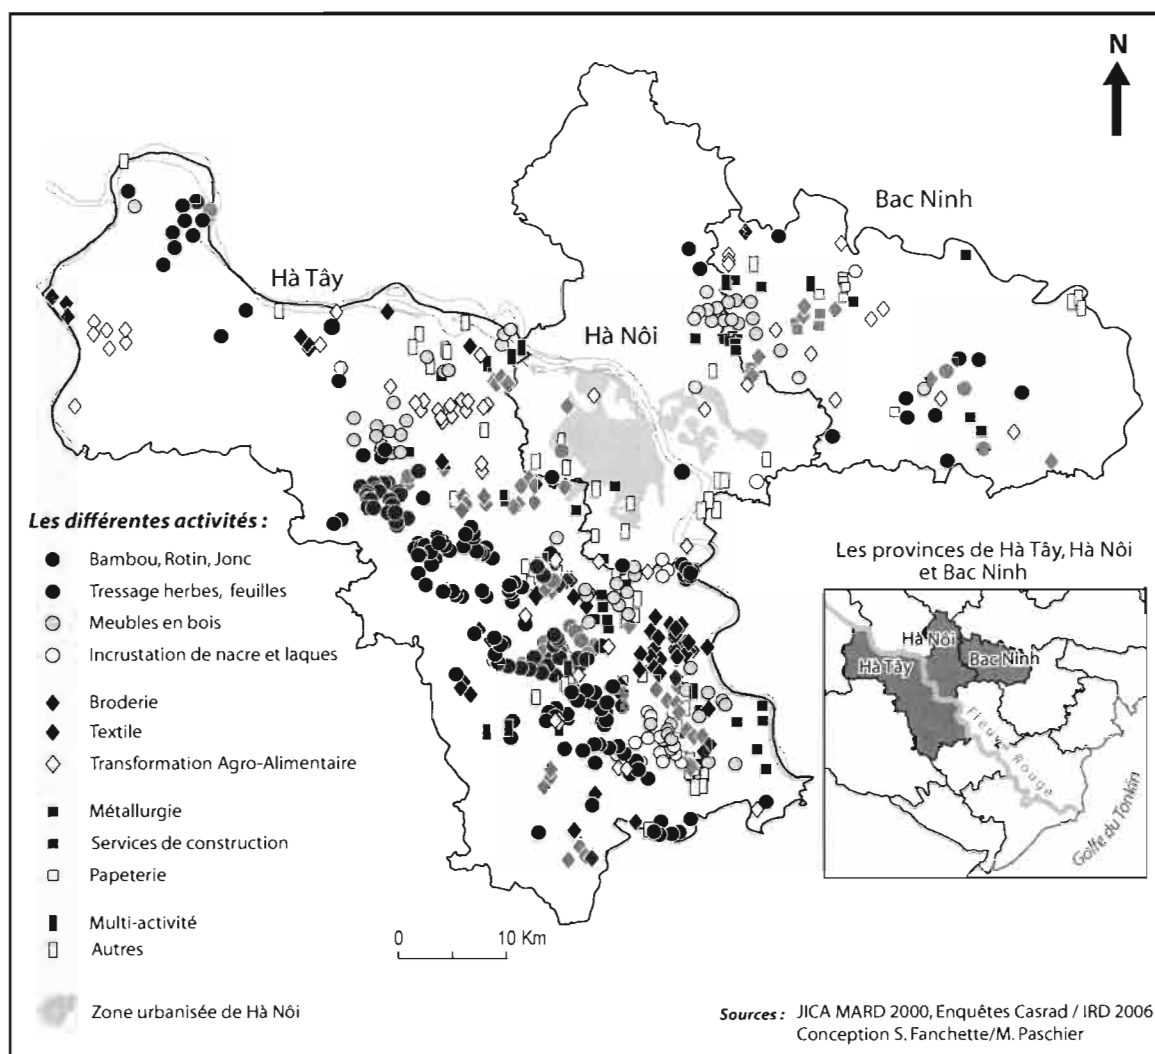 N
Bac Ninh
Hà Tây
Hà Nôi
Les différentes activités :
Bambou, Rotin, Jonc
Tressage herbes, feuilles
Meubles en bois
Incrustation de nacre et laques
Broderie
Textile
Transformation Agro-Alimentaire
Métallurgie
Services de construction
Papeterie
Multi-activité
Autres
Zone urbanisée de Hà Nôi
0 10 Km
Les provinces de Hà Tây, Hà Nôi
et Bac Ninh
Hà Nôi
Hà Tây
Bac Ninh
Fleuve Rouge
Golfe du Tonkin
Sources : JICA MARD 2000, Enquêtes Casrad / IRD 2006
Conception S. Fanchette/M. Paschier